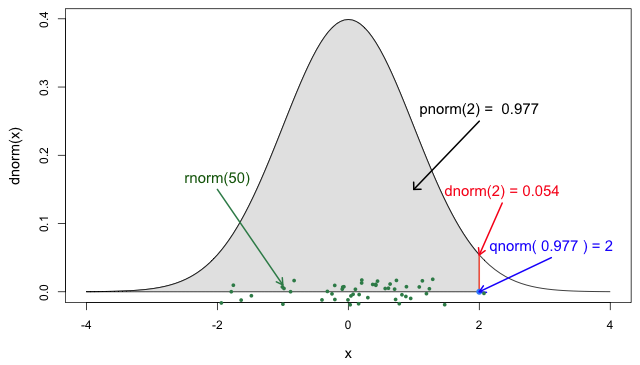 0.4
0.3
0.2
0.1
0.0
dnorm(x)
pnorm(2) =  0.977
rnorm(50)
dnorm(2) = 0.054
qnorm( 0.977 ) = 2
-4
-2
0
2
4
x